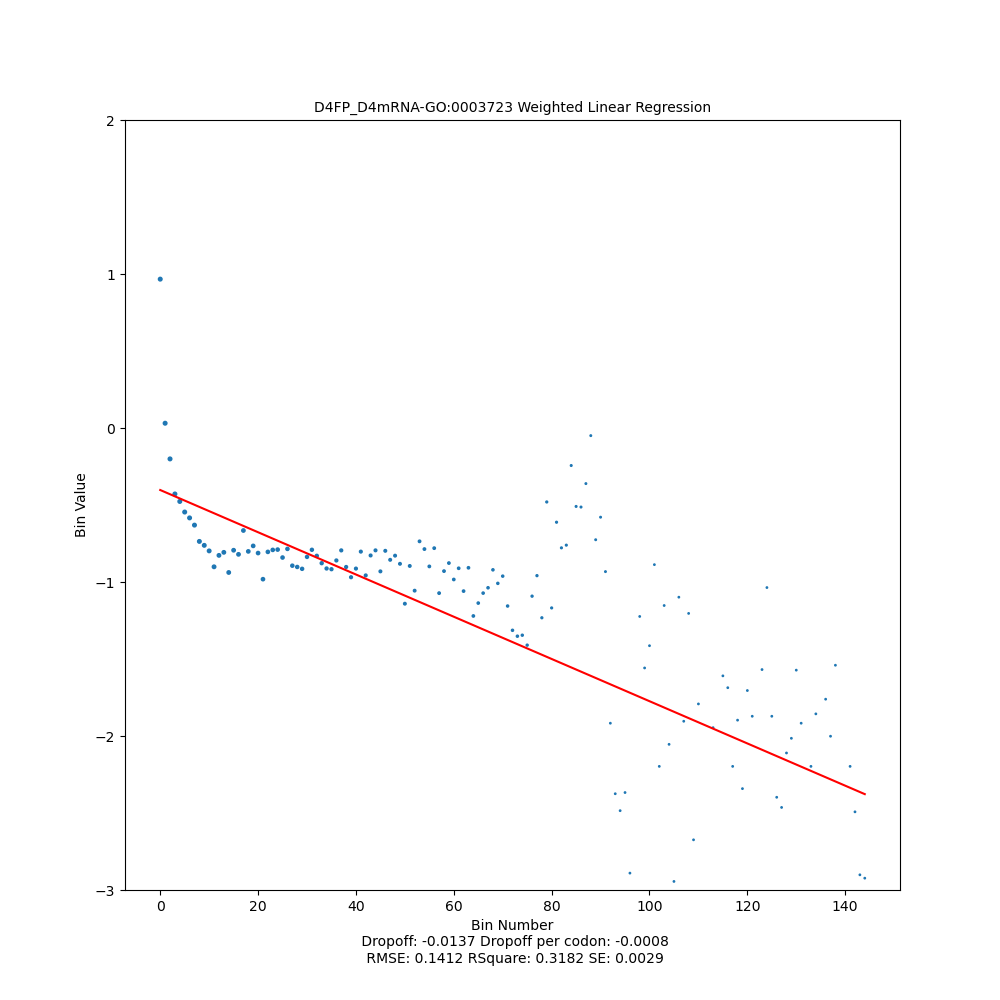 D4FP_D4mRNA-GO:0003723 Weighted Linear Regression
2
1
0
−1
−2
−3
Bin Value
0 20 40 60 80 100 120 140
Bin Number
Dropoff: -0.0137 Dropoff per codon: -0.0008
RMSE: 0.1412 RSquare: 0.3182 SE: 0.0029